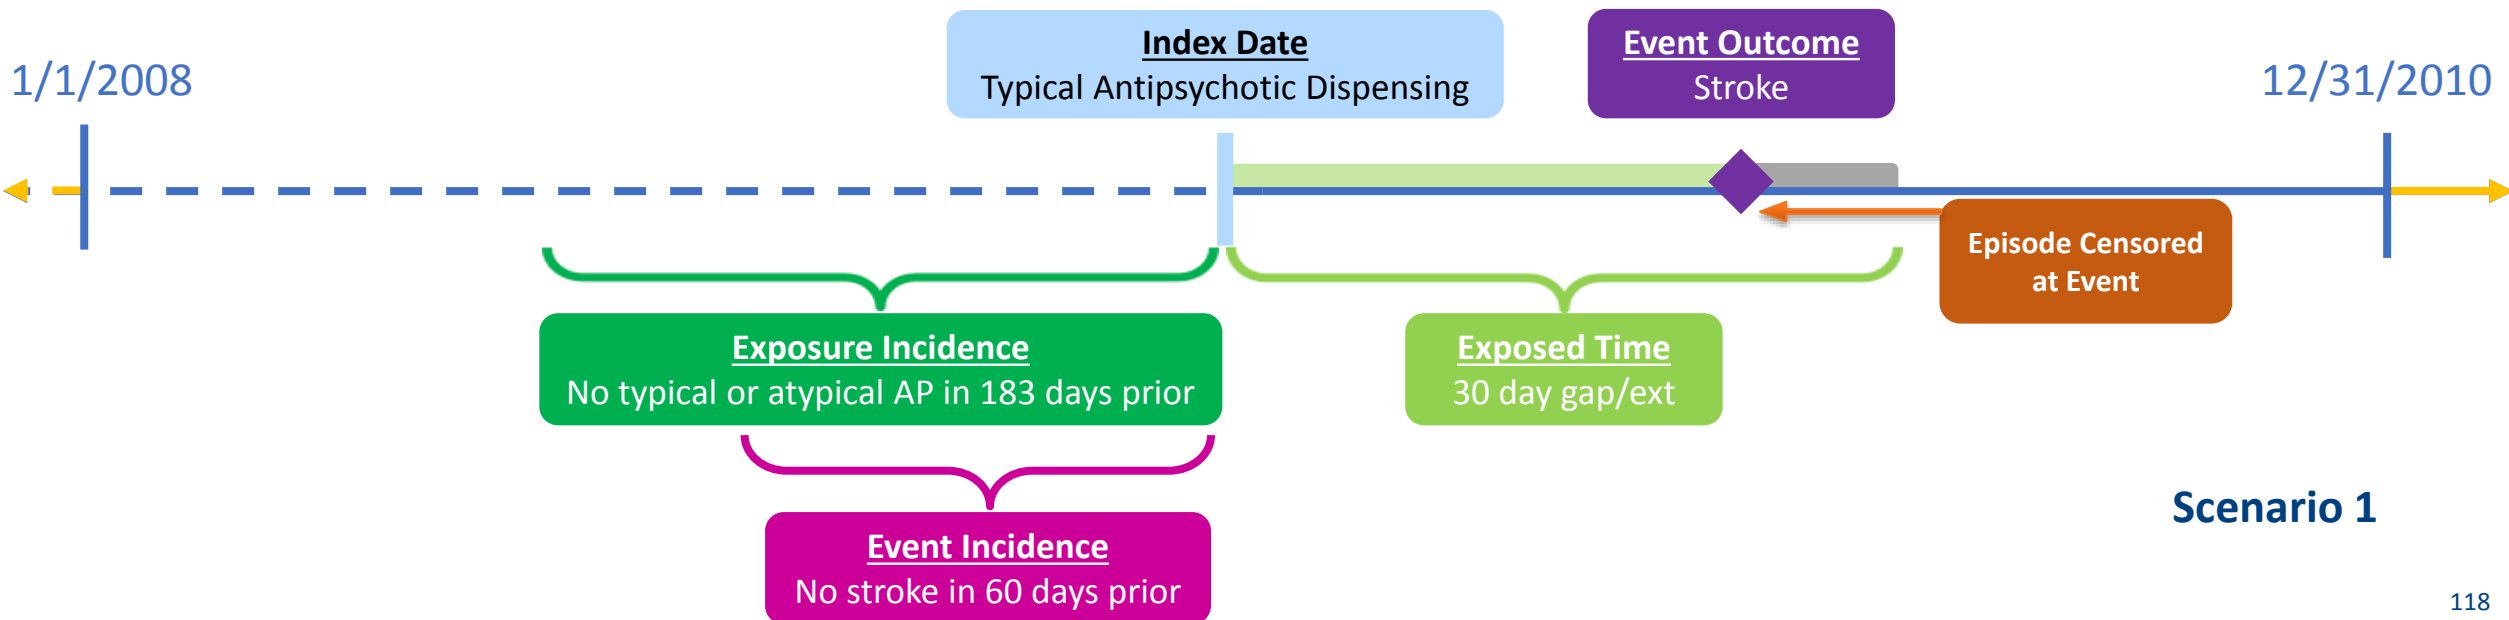 1/1/2008
Index Date
Typical Antipsychotic Dispensing
Event Outcome
Stroke
12/31/2010
Episode Censored
at Event
Exposure Incidence
No typical or atypical AP in 183 days prior
Exposed Time
30 day gap/ext
Event Incidence
No stroke in 60 days prior
Scenario 1
118